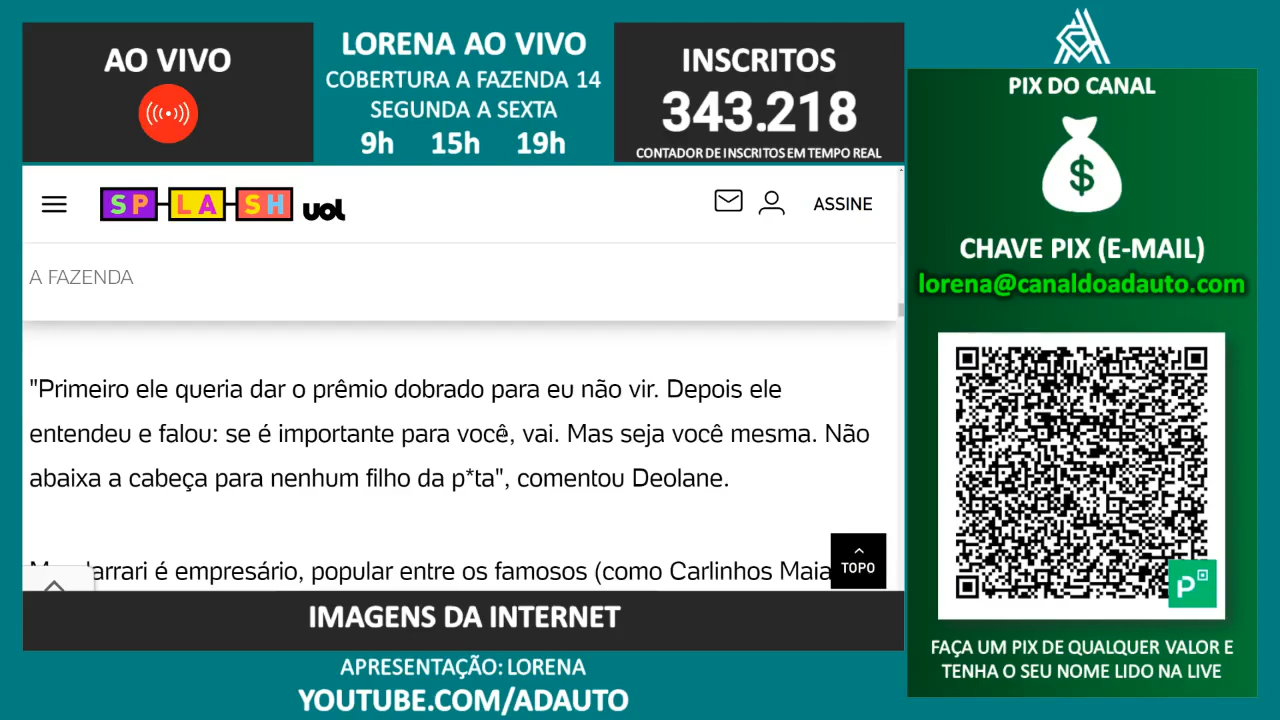 AO VIVO
LORENA AO VIVO
COBERTURA A FAZENDA 14
SEGUNDA A SEXTA
9h 15h 19h
INSCRITOS
343.218
CONTADOR DE INSCRITOS EM TEMPO REAL
SPLASH uol
ASSINE
A FAZENDA
"Primeiro ele queria dar o prêmio dobrado para eu não vir. Depois ele
entendeu e falou: se é importante para você, vai. Mas seja você mesma. Não
abaixa a cabeça para nenhum filho da p*ta", comentou Deolane.
é empresário, popular entre os famosos (como Carlinhos Maia
TOPO
IMAGENS DA INTERNET
APRESENTAÇÃO: LORENA
YOUTUBE.COM/ADAUTO
PIX DO CANAL
$
CHAVE PIX (E-MAIL)
lorena@canaldoadauto.com
P
FAÇA UM PIX DE QUALQUER VALOR E
TENHA O SEU NOME LIDO NA LIVE